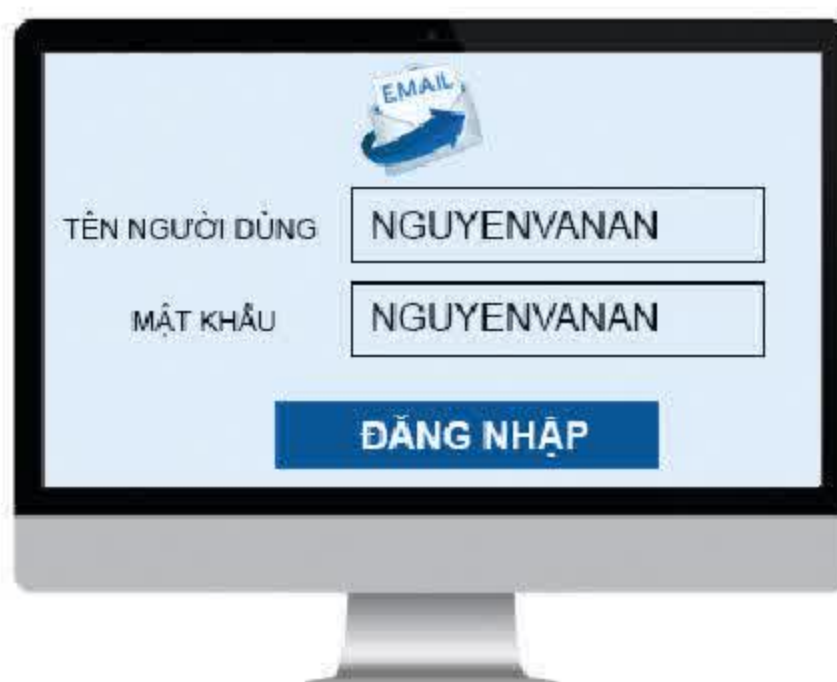 EMAIL
TÊN NGƯỜI DÙNG NGUYENVANAN
MẬT KHẨU NGUYENVANAN
ĐĂNG NHẬP